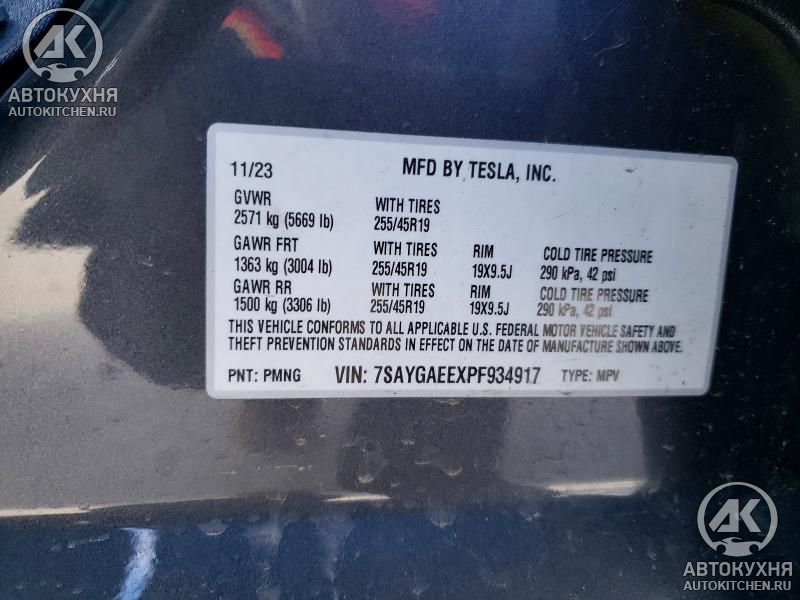 AK
АВТОКУХНЯ
AUTOKITCHEN.RU
11/23 MFD BY TESLA, INC.
GVWR WITH TIRES
2571 kg (5669 lb) 255/45R19
GAWR FRT WITH TIRES RIM COLD TIRE PRESSURE
1363 kg (3004 lb) 255/45R19 19X9.5J 290 kPa, 42 psi
GAWR RR WITH TIRES RIM COLD TIRE PRESSURE
1500 kg (3306 lb) 255/45R19 19X9.5J 290 kPa, 42 psi
THIS VEHICLE CONFORMS TO ALL APPLICABLE U.S. FEDERAL MOTOR VEHICLE SAFETY AND
THEFT PREVENTION STANDARDS IN EFFECT ON THE DATE OF MANUFACTURE SHOWN ABOVE.
PNT: PMNG VIN: 7SAYGAEEXPF934917 TYPE: MPV
AK
АВТОКУХНЯ
AUTOKITCHEN.RU